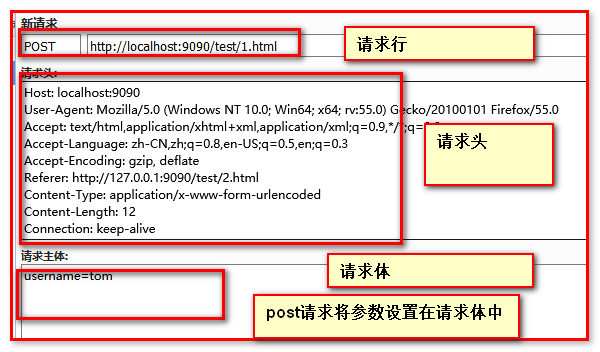 新请求
POST http://localhost:9090/test/1.html
请求行
请求头:
Host: localhost:9090
User-Agent: Mozilla/5.0 (Windows NT 10.0; Win64; x64; rv:55.0) Gecko/20100101 Firefox/55.0
Accept: text/html,application/xhtml+xml,application/xml;q=0.9,*/
Accept-Language: zh-CN,zh;q=0.8,en-US;q=0.5,en;q=0.3
Accept-Encoding: gzip, deflate
Referer: http://127.0.0.1:9090/test/2.html
Content-Type: application/x-www-form-urlencoded
Content-Length: 12
Connection: keep-alive
请求头
请求主体:
username=tom
请求体
post请求将参数设置在请求体中